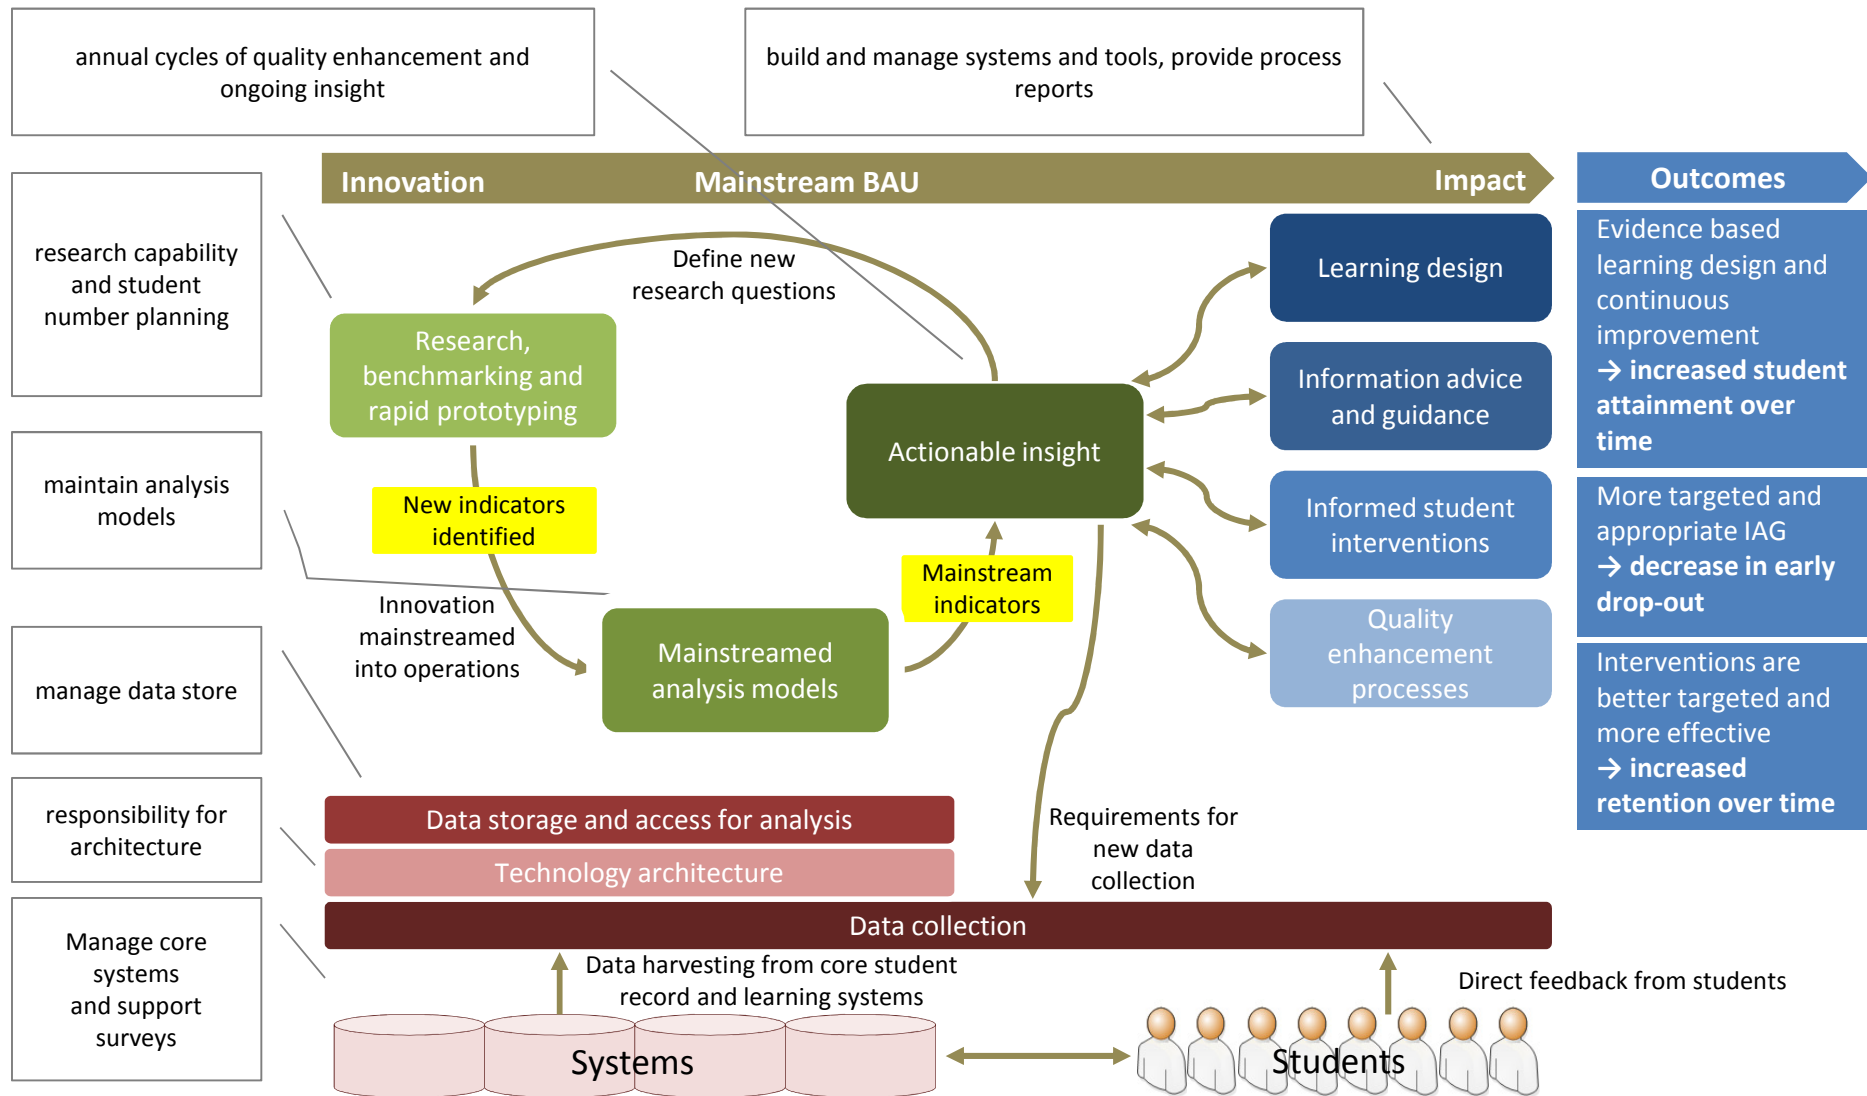 annual cycles of quality enhancement and
ongoing insight
build and manage systems and tools, provide process
reports
Innovation
Mainstream BAU
Impact
Outcomes
research capability
and student
number planning
maintain analysis
models
manage data store
responsibility for
architecture
Manage core
systems
and support
surveys
Define new
research questions
Research,
benchmarking and
rapid prototyping
New indicators
identified
Innovation
mainstreamed
into operations
Mainstreamed
analysis models
Mainstream
indicators
Actionable insight
Learning design
Information advice
and guidance
Informed student
interventions
Quality
enhancement
processes
Evidence based
learning design and
continuous
improvement
→ increased student
attainment over
time
More targeted and
appropriate IAG
→ decrease in early
drop-out
Interventions are
better targeted and
more effective
→ increased
retention over time
Data storage and access for analysis
Technology architecture
Requirements for
new data
collection
Data collection
Data harvesting from core student
record and learning systems
Direct feedback from students
Systems
Students